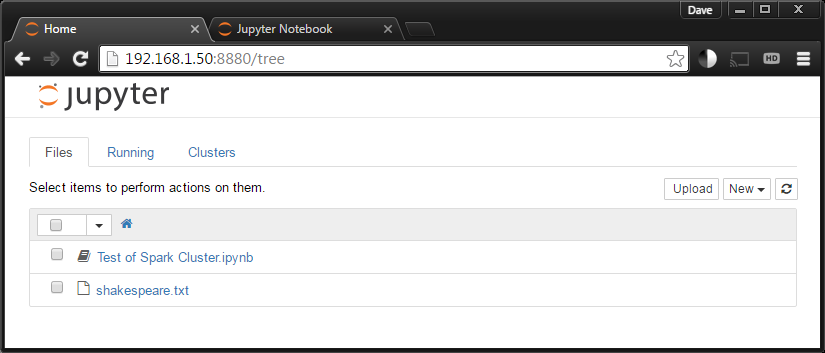 Dave
Home
Jupyter Notebook
192.168.1.50:8880/tree
HD
jupyter
Files
Running
Clusters
Select items to perform actions on them.
Upload
New
Test of Spark Cluster.ipynb
shakespeare.txt